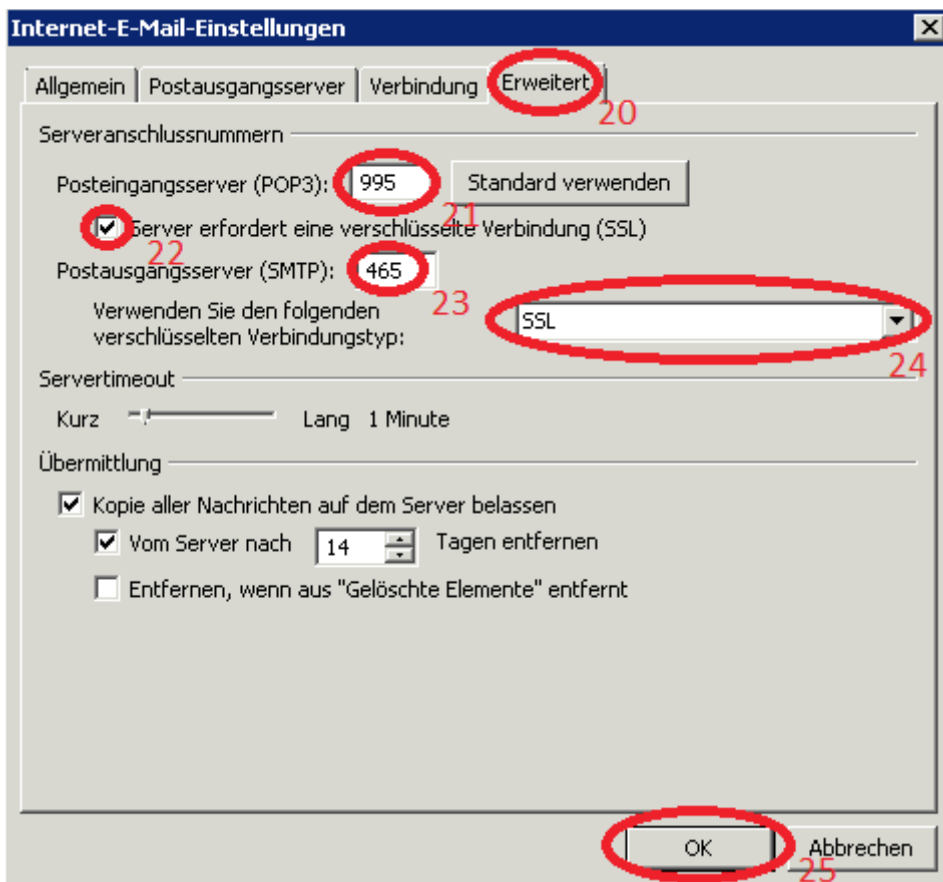 Internet-E-Mail-Einstellungen
Allgemein Postausgangsserver Verbindung Erweitert
20
Serveranschlussnummern
Posteingangsserver (POP3): 995 Standard verwenden
21
Server erfordert eine verschlüsselte Verbindung (SSL)
22
Postausgangsserver (SMTP): 465
23
Verwenden Sie den folgenden
verschlüsselten Verbindungstyp: SSL
24
Servertimeout
Kurz Lang 1 Minute
Übermittlung
Kopie aller Nachrichten auf dem Server belassen
Vom Server nach 14 Tagen entfernen
Entfernen, wenn aus "Gelöschte Elemente" entfernt
OK Abbrechen
25